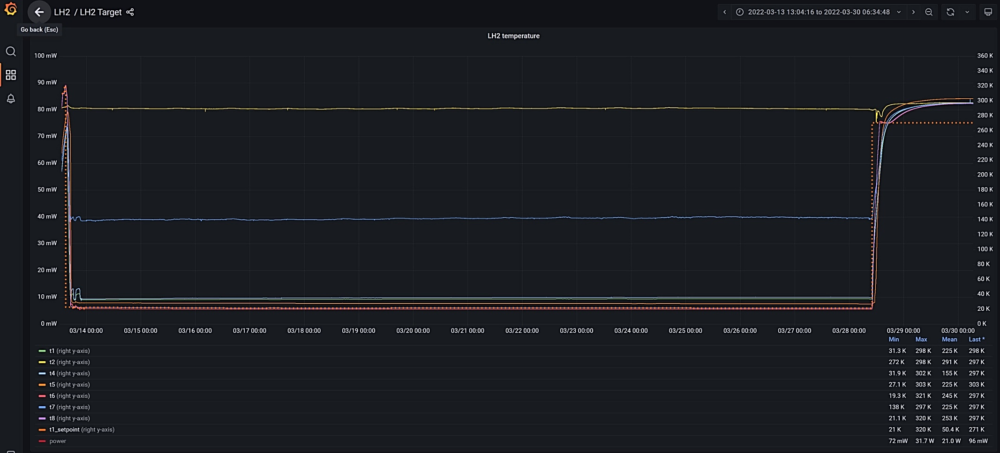 LH2 / LH2 Target
2022-03-13 13:04:16 to 2022-03-30 06:34:48
Go back (Esc)
LH2 temperature
100 mW 360 K
340 K
90 mW 320 K
300 K
80 mW 280 K
70 mW 260 K
240 K
60 mW 220 K
200 K
50 mW 180 K
160 K
40 mW 140 K
120 K
30 mW 100 K
20 mW 80 K
60 K
10 mW 40 K
20 K
0 mW 0 K
03/14 00:00 03/15 00:00 03/16 00:00 03/17 00:00 03/18 00:00 03/19 00:00 03/20 00:00 03/21 00:00 03/22 00:00 03/23 00:00 03/24 00:00 03/25 00:00 03/26 00:00 03/27 00:00 03/28 00:00 03/29 00:00 03/30 00:00
Min Max Mean Last *
t1 (right y-axis) 31.3 K 298 K 225 K 298 K
t2 (right y-axis) 272 K 298 K 291 K 297 K
t4 (right y-axis) 31.9 K 302 K 155 K 297 K
t5 (right y-axis) 27.1 K 303 K 225 K 303 K
t6 (right y-axis) 19.3 K 321 K 245 K 297 K
t7 (right y-axis) 138 K 297 K 225 K 297 K
t8 (right y-axis) 21.1 K 320 K 253 K 297 K
t1_setpoint (right y-axis) 21 K 320 K 50.4 K 271 K
power 72 mW 31.7 W 21.0 W 96 mW